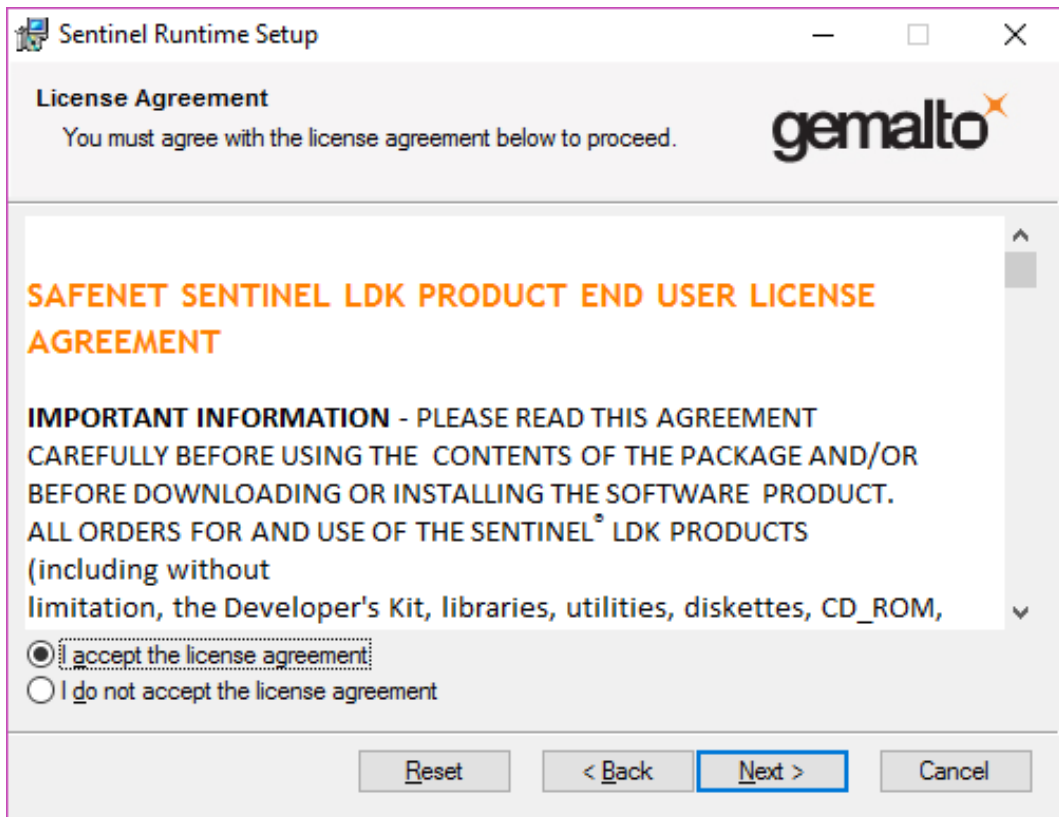 Sentinel Runtime Setup
License Agreement
You must agree with the license agreement below to proceed.
gemalto
SAFENET SENTINEL LDK PRODUCT END USER LICENSE
AGREEMENT
IMPORTANT INFORMATION - PLEASE READ THIS AGREEMENT
CAREFULLY BEFORE USING THE CONTENTS OF THE PACKAGE AND/OR
BEFORE DOWNLOADING OR INSTALLING THE SOFTWARE PRODUCT.
ALL ORDERS FOR AND USE OF THE SENTINEL® LDK PRODUCTS
(including without
limitation, the Developer's Kit, libraries, utilities, diskettes, CD_ROM,
I accept the license agreement
I do not accept the license agreement
Reset
< Back
Next >
Cancel